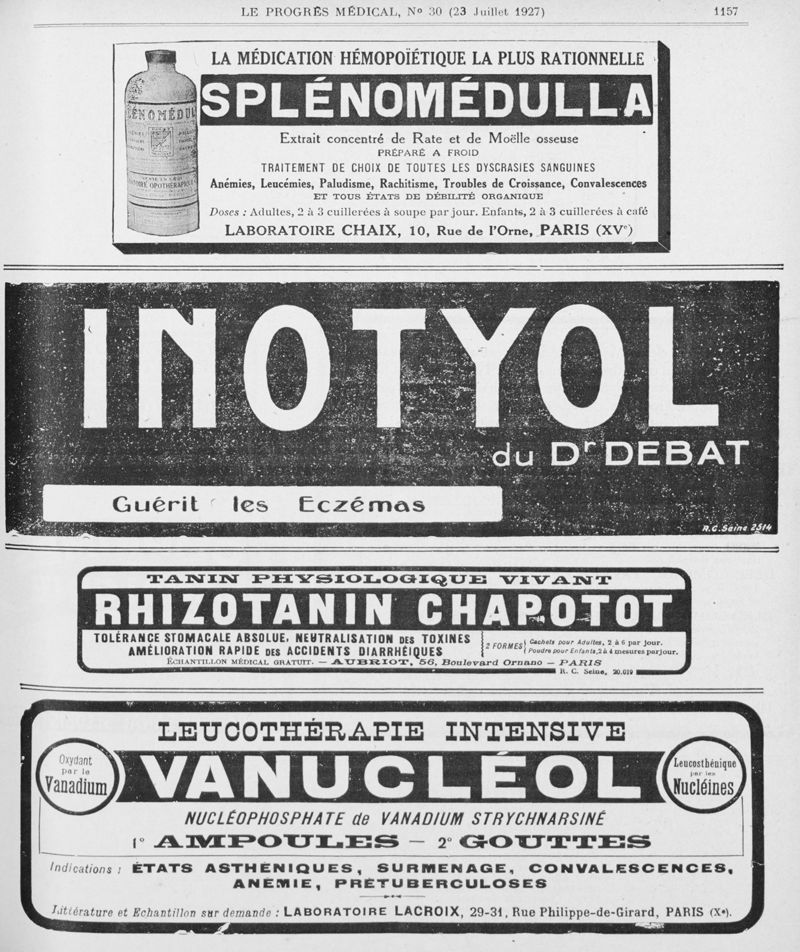 LE PROGRÈS MÉDICAL, No 30 (23 Juillet 1927) 1157
LA MÉDICATION HÉMOPOÏÉTIQUE LA PLUS RATIONNELLE
SPLÉNOMÉDULLA
Extrait concentré de Rate et de Moëlle osseuse
PRÉPARÉ A FROID
TRAITEMENT DE CHOIX DE TOUTES LES DYSCRASIES SANGUINES
Anémies, Leucémies, Paludisme, Rachitisme, Troubles de Croissance, Convalescences
ET TOUS ÉTATS DE DÉBILITÉ ORGANIQUE
Doses : Adultes, 2 à 3 cuillerées à soupe par jour. Enfants, 2 à 3 cuillerées à café
LABORATOIRE CHAIX, 10, Rue de l'Orne, PARIS (XVe)
INOTYOL
du Dr DEBAT
Guérit les Eczémas
R.C. Seine 2514
TANIN PHYSIOLOGIQUE VIVANT
RHIZOTANIN CHAPOTOT
TOLÉRANCE STOMACALE ABSOLUE, NEUTRALISATION DES TOXINES
AMÉLIORATION RAPIDE DES ACCIDENTS DIARRHÉIQUES
2 FORMES
Cachets pour Adultes, 2 à 6 par jour.
Poudre pour Enfants, 2 à 4 mesures par jour.
ÉCHANTILLON MÉDICAL GRATUIT. — AUBRIOT, 56, Boulevard Ornano — PARIS
R. C. Seine, 20.019
LEUCOTHÉRAPIE INTENSIVE
Oxydant
par le
Vanadium
VANUCLÉOL
Leucosthénique
par les
Nucléines
NUCLÉOPHOSPHATE de VANADIUM STRYCHNARSINÉ
1° AMPOULES — 2° GOUTTES
Indications : ÉTATS ASTHÉNIQUES, SURMENAGE, CONVALESCENCES,
ANÉMIE, PRÉTUBERCULOSES
Littérature et Echantillon sur demande : LABORATOIRE LACROIX, 29-31, Rue Philippe-de-Girard, PARIS (Xe).